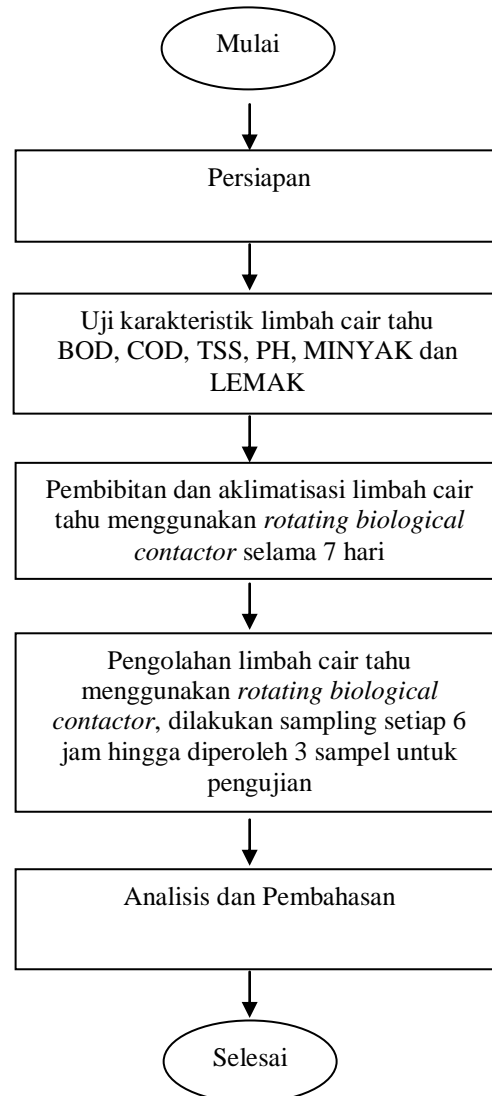 Mulai
Persiapan
Uji karakteristik limbah cair tahu
BOD, COD, TSS, PH, MINYAK dan
LEMAK
Pembibitan dan aklimatisasi limbah cair
tahu menggunakan rotating biological
contactor selama 7 hari
Pengolahan limbah cair tahu
menggunakan rotating biological
contactor, dilakukan sampling setiap 6
jam hingga diperoleh 3 sampel untuk
pengujian
Analisis dan Pembahasan
Selesai